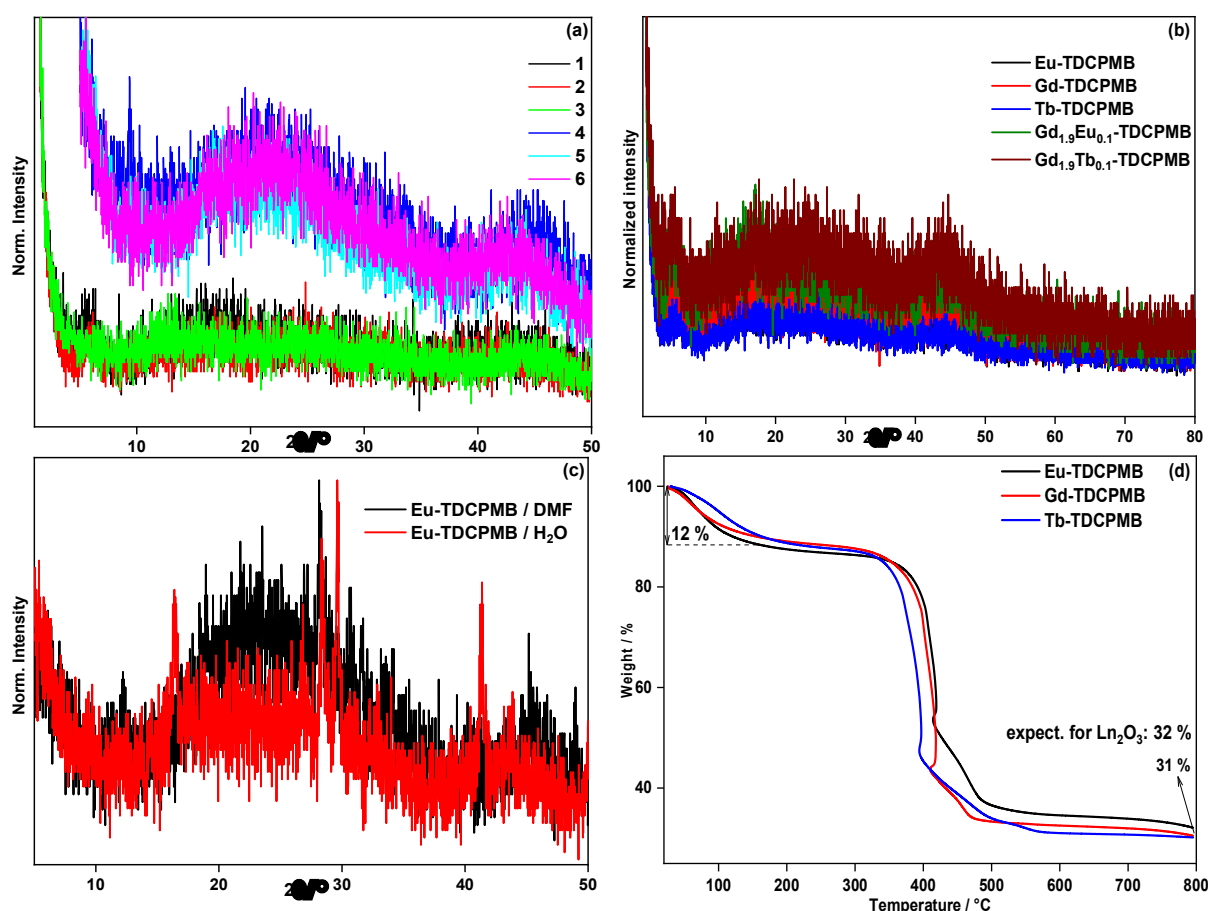 (a)
1
2
3
4
5
6
Norm. Intensity
10
20
30
40
50
(b)
Eu-TDCPMB
Gd-TDCPMB
Tb-TDCPMB
Gd1.9Eu0.1-TDCPMB
Gd1.9Tb0.1-TDCPMB
Normalized Intensity
10
20
30
40
50
60
70
80
(c)
Eu-TDCPMB / DMF
Eu-TDCPMB / H2O
Norm. Intensity
10
20
30
40
50
(d)
Eu-TDCPMB
Gd-TDCPMB
Tb-TDCPMB
12 %
expect. for Ln2O3: 32 %
31 %
Weight / %
100
80
60
40
100
200
300
400
500
600
700
800
Temperature / °C